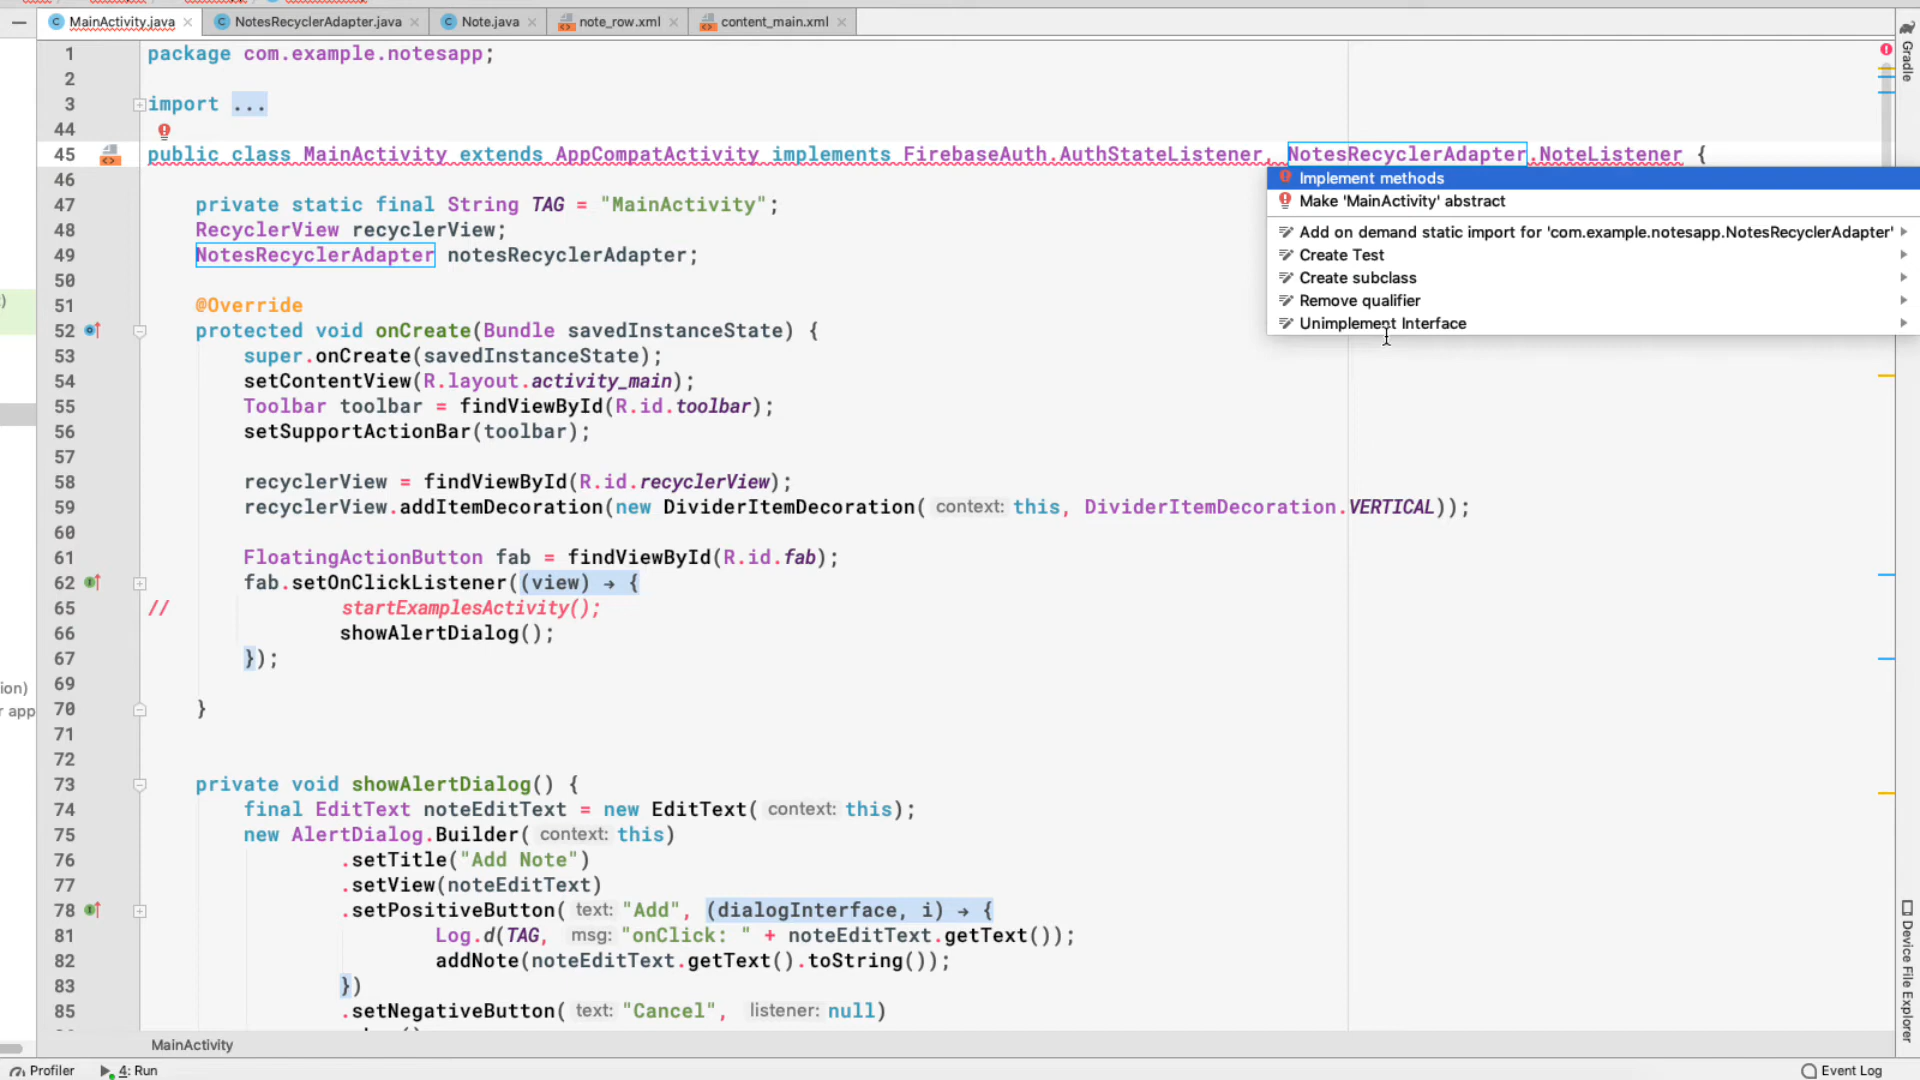 MainActivity.java
NotesRecyclerAdapter.java
Note.java
note_row.xml
content_main.xml
Gradle
1 package com.example.notesapp;
2
3 import ...
44
45 public class MainActivity extends AppCompatActivity implements FirebaseAuth.AuthStateListener, NotesRecyclerAdapter.NoteListener {
Implement methods
Make 'MainActivity' abstract
Add on demand static import for 'com.example.notesapp.NotesRecyclerAdapter'
Create Test
Create subclass
Remove qualifier
Unimplement Interface
46
47 private static final String TAG = "MainActivity";
48 RecyclerView recyclerView;
49 NotesRecyclerAdapter notesRecyclerAdapter;
50
51 @Override
52 protected void onCreate(Bundle savedInstanceState) {
53 super.onCreate(savedInstanceState);
54 setContentView(R.layout.activity_main);
55 Toolbar toolbar = findViewById(R.id.toolbar);
56 setSupportActionBar(toolbar);
57
58 recyclerView = findViewById(R.id.recyclerView);
59 recyclerView.addItemDecoration(new DividerItemDecoration( context: this, DividerItemDecoration.VERTICAL));
60
61 FloatingActionButton fab = findViewById(R.id.fab);
62 fab.setOnClickListener((view) → {
65 // startExamplesActivity();
66 showAlertDialog();
67 });
69
70 }
71
72
73 private void showAlertDialog() {
74 final EditText noteEditText = new EditText( context: this);
75 new AlertDialog.Builder( context: this)
76 .setTitle("Add Note")
77 .setView(noteEditText)
78 .setPositiveButton( text: "Add", (dialogInterface, i) → {
81 Log.d(TAG, msg: "onClick: " + noteEditText.getText());
82 addNote(noteEditText.getText().toString());
83 })
85 .setNegativeButton( text: "Cancel", listener: null)
)
ion)
r app
Device File Explorer
MainActivity
Profiler
4: Run
Event Log